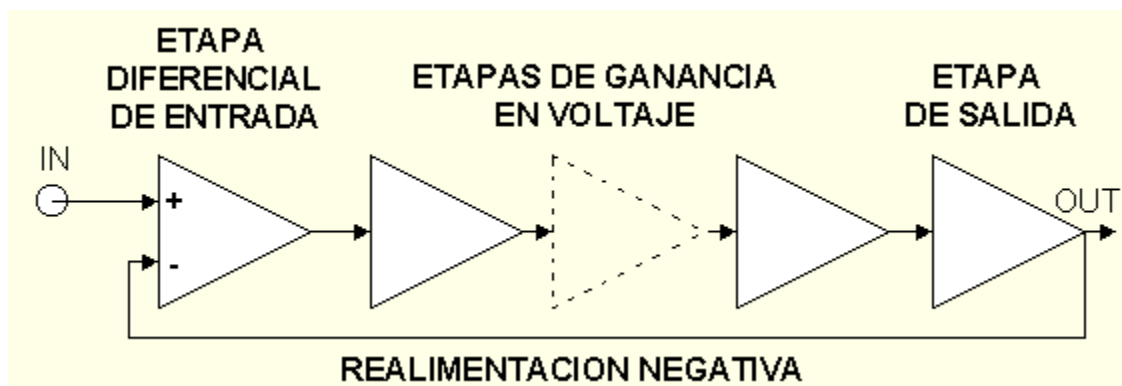 ETAPA
DIFERENCIAL
DE ENTRADA
ETAPAS DE GANANCIA
EN VOLTAJE
ETAPA
DE SALIDA
IN
+
-
OUT
REALIMENTACION NEGATIVA